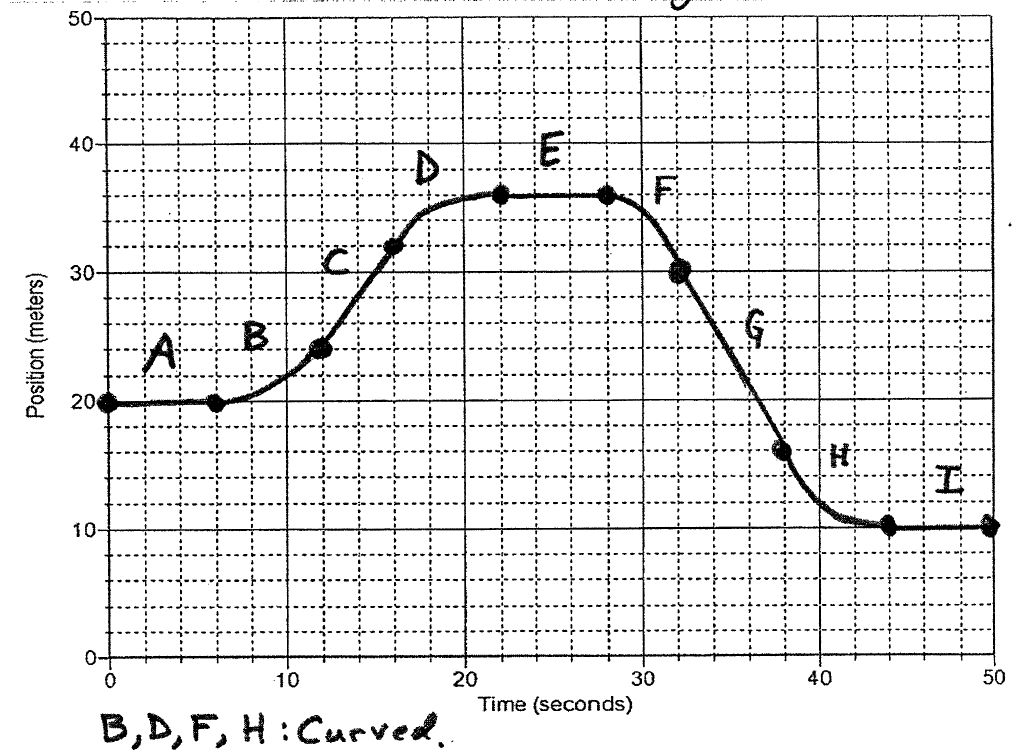 50
E
40
D
F
C
30
G
B
A
Position (meters)
20
H
I
10
0
0 10 20 30 40 50
Time (seconds)
B, D, F, H : Curved.